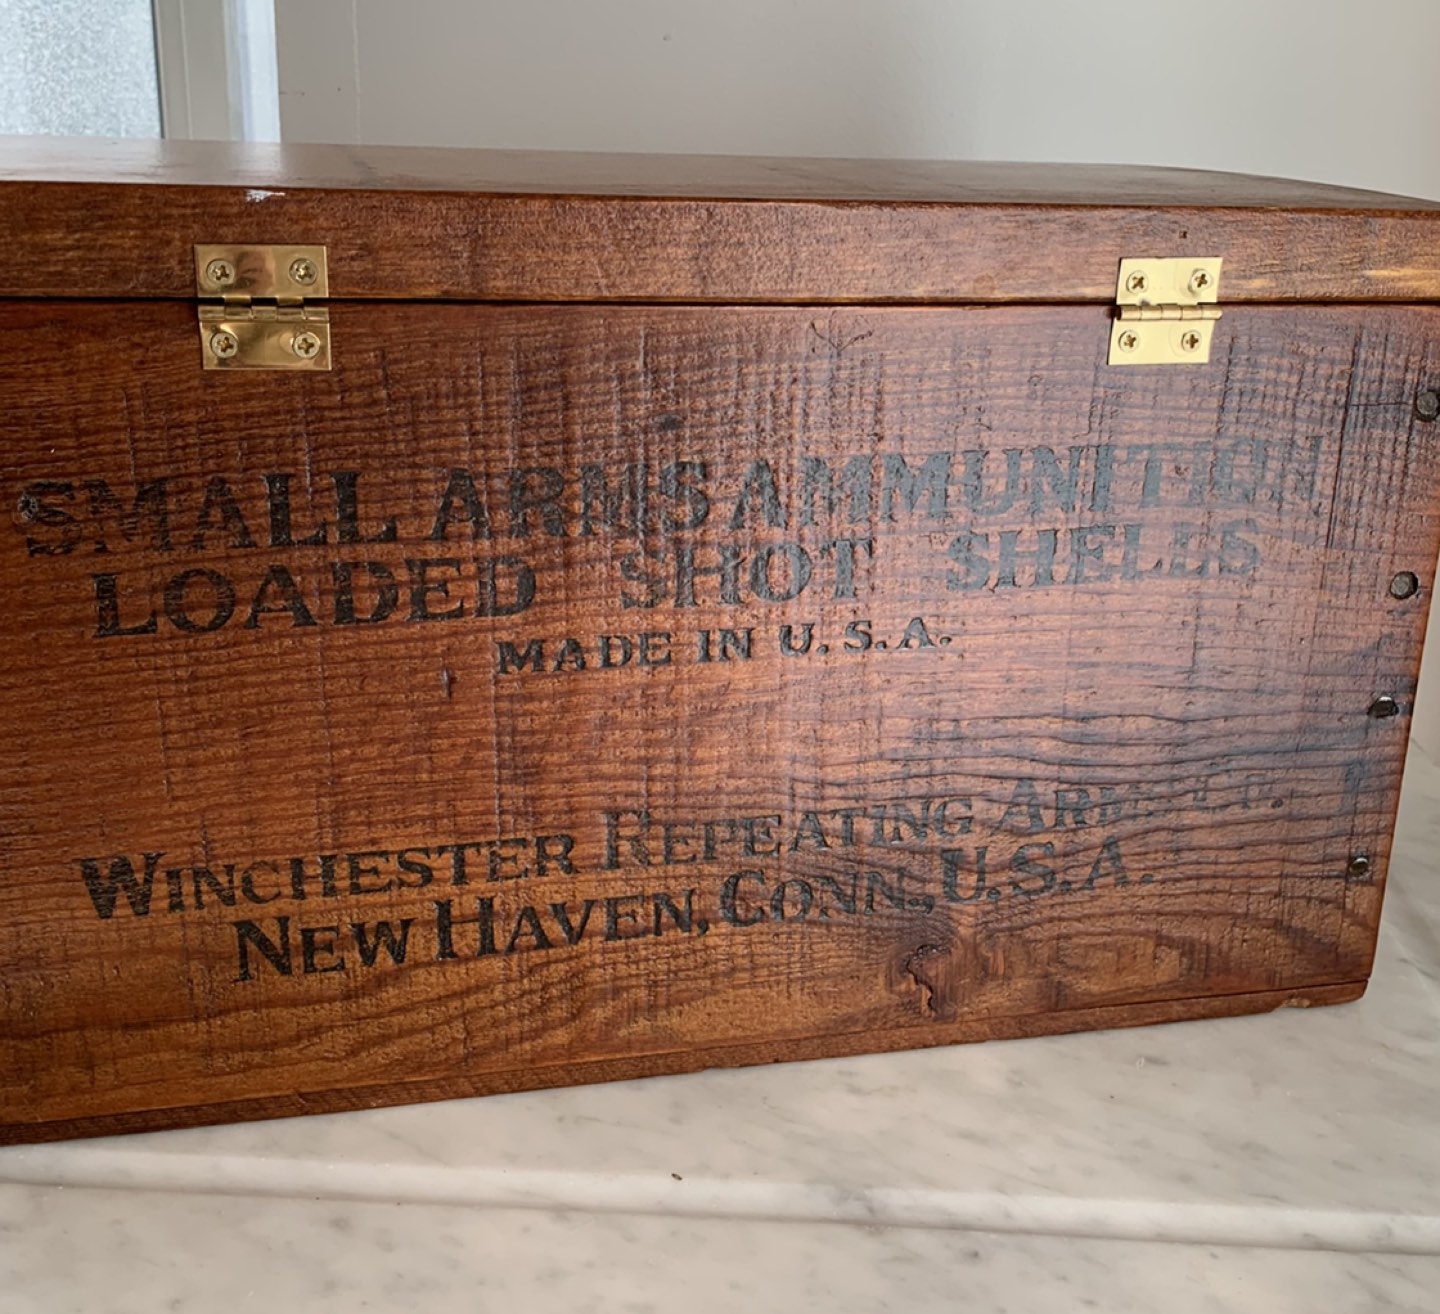 SMALL ARMS AMMUNITION
LOADED SHOT SHELLS
MADE IN U.S.A.
WINCHESTER REPEATING
NEW HAVEN, CONN., U.S.A.